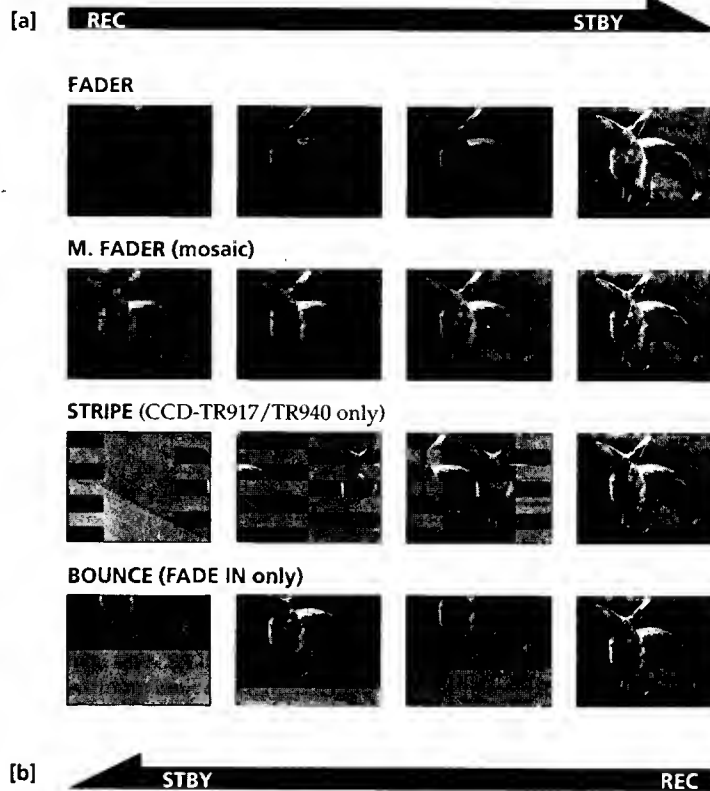 [a] REC STBY
FADER
M. FADER (mosaic)
STRIPE (CCD-TR917/TR940 only)
BOUNCE (FADE IN only)
[b] STBY REC